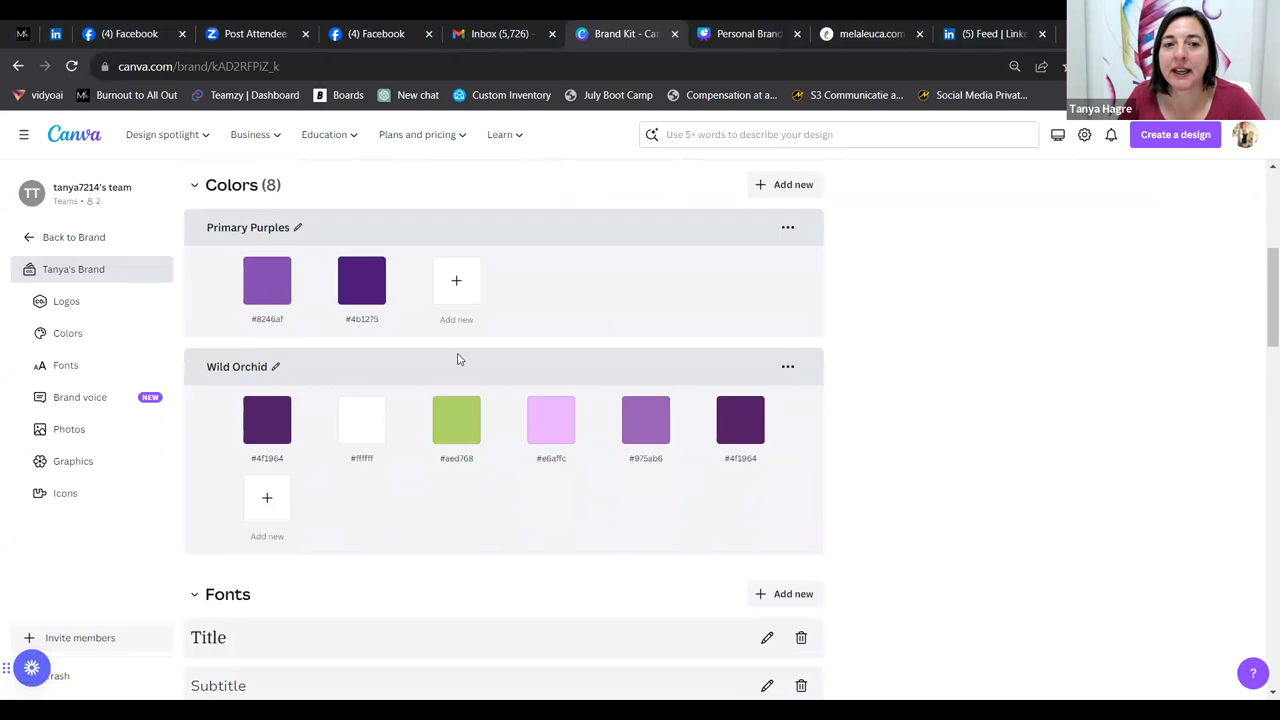 (4) Facebook Post Attendee (4) Facebook Inbox (5,726) - Brand Kit - Can Personal Brand melaleuca.com (5) Feed | Linke
canva.com/brand/kAD2RFPiZ_k
vidyoai Burnout to All Out Teamzy | Dashboard Boards New chat Custom Inventory July Boot Camp Compensation at a... S3 Communicatie a... Social Media Privat...
Tanya Hagre
Canva Design spotlight Business Education Plans and pricing Learn Use 5+ words to describe your design Create a design
TT tanya7214's team
Teams • 2
Back to Brand
Tanya's Brand
Logos
Colors
Fonts
Brand voice NEW
Photos
Graphics
Icons
Invite members
rash
Colors (8) + Add new
Primary Purples
#8246af #4b1275 Add new
Wild Orchid
#4f1964 #ffffff #aed768 #e6affc #975ab6 #4f1964
Add new
Fonts + Add new
Title
Subtitle
?